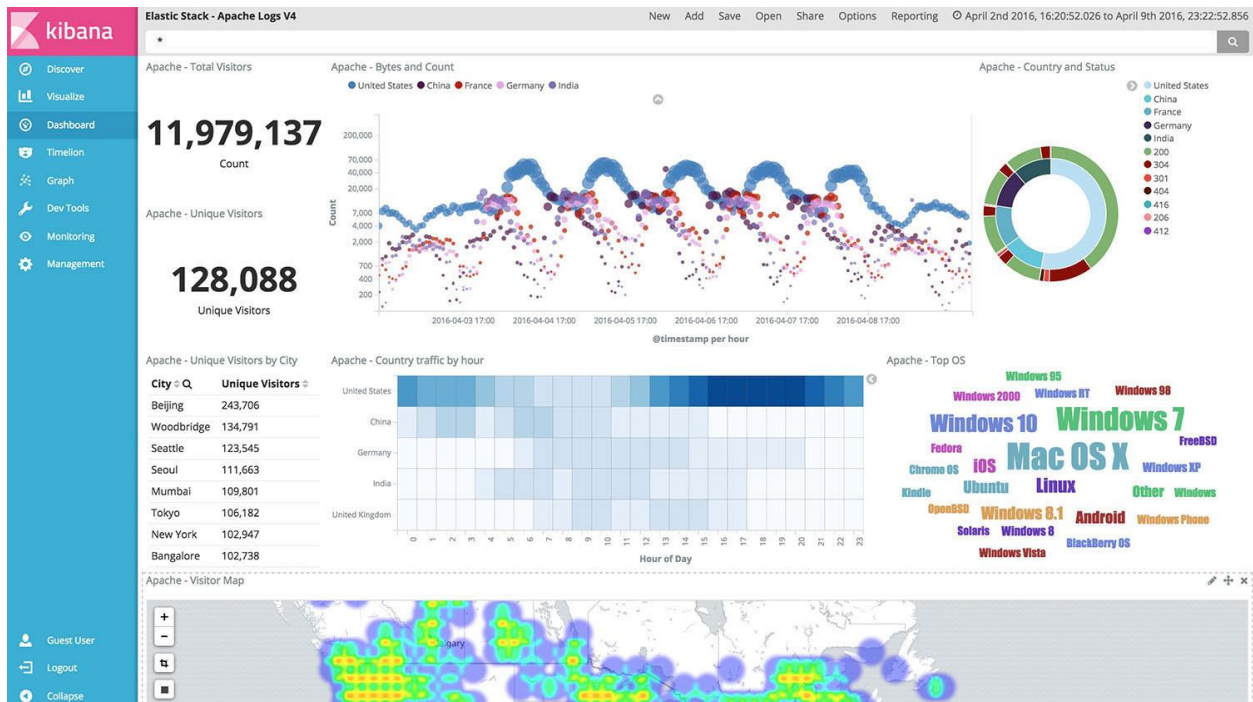 kibana
Discover
Visualize
Dashboard
Timelion
Graph
Dev Tools
Monitoring
Management
Guest User
Logout
Collapse
Elastic Stack - Apache Logs V4
New Add Save Open Share Options Reporting April 2nd 2016, 16:20:52.026 to April 9th 2016, 23:22:52.856
*
Apache - Total Visitors
11,979,137
Count
Apache - Unique Visitors
128,088
Unique Visitors
Apache - Bytes and Count
United States China France Germany India
200,000
70,000
40,000
20,000
7,000
4,000
2,000
700
400
200
Count
2016-04-03 17:00 2016-04-04 17:00 2016-04-05 17:00 2016-04-06 17:00 2016-04-07 17:00 2016-04-08 17:00
@timestamp per hour
Apache - Country and Status
United States
China
France
Germany
India
200
304
301
404
416
206
412
Apache - Unique Visitors by City
City Unique Visitors
Beijing 243,706
Woodbridge 134,791
Seattle 123,545
Seoul 111,663
Mumbai 109,801
Tokyo 106,182
New York 102,947
Bangalore 102,738
Apache - Country traffic by hour
United States
China
Germany
India
United Kingdom
0 1 2 3 4 5 6 7 8 9 10 11 12 13 14 15 16 17 18 19 20 21 22 23
Hour of Day
Apache - Top OS
Windows 95
Windows 2000 Windows RT Windows 98
Windows 10 Windows 7
Fedora FreeBSD
Chrome OS iOS Mac OS X Windows XP
Kindle Ubuntu Linux Other Windows
OpenBSD Windows 8.1 Android Windows Phone
Solaris Windows 8
BlackBerry OS
Windows Vista
Apache - Visitor Map
+
-